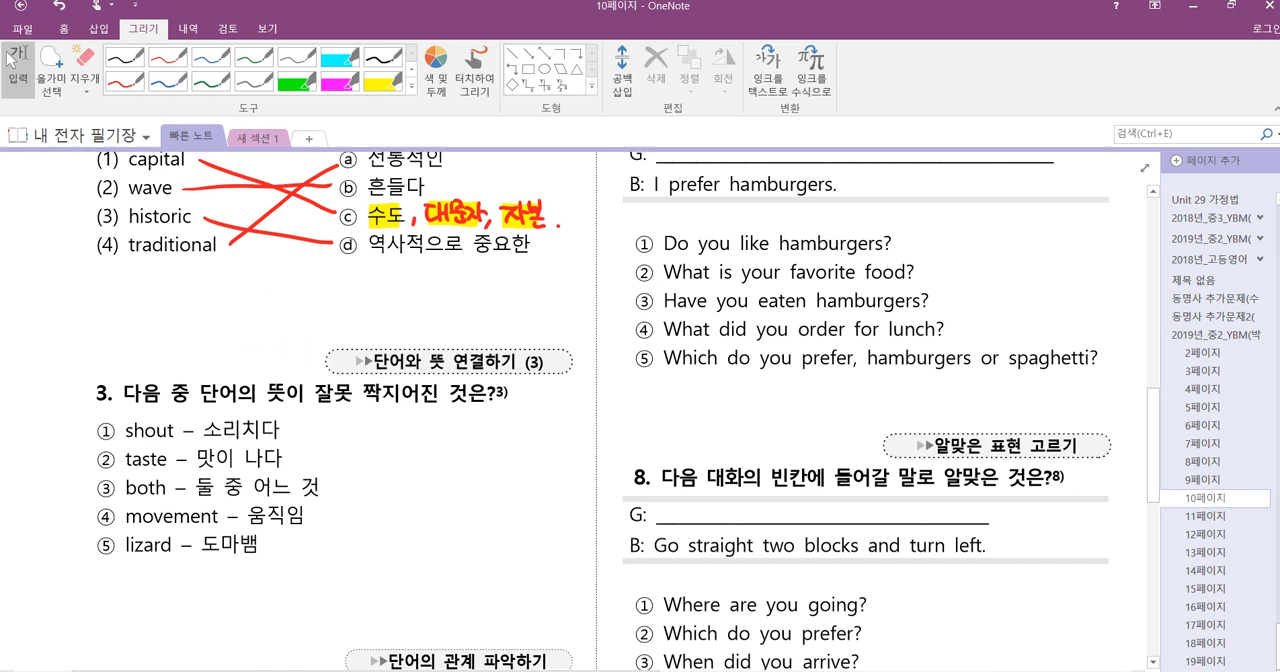 10페이지 - OneNote
?
파일 홈 삽입 그리기 내역 검토 보기
로그인
입력
올가미 선택
지우개
색 및 두께
터치하여 그리기
공백 삽입
삭제
정렬
회전
잉크를 텍스트로
잉크를 수식으로
도구
도형
편집
변환
내 전자 필기장
빠른 노트
새 섹션 1
+
검색(Ctrl+E)
(1) capital
(2) wave
(3) historic
(4) traditional
ⓐ 전통적인
ⓑ 흔들다
ⓒ 수도, 대문자, 자본.
ⓓ 역사적으로 중요한
▶▶단어와 뜻 연결하기 (3)
3. 다음 중 단어의 뜻이 잘못 짝지어진 것은?3)
① shout – 소리치다
② taste – 맛이 나다
③ both – 둘 중 어느 것
④ movement – 움직임
⑤ lizard – 도마뱀
▶▶단어의 관계 파악하기
G: ________________________________________
B: I prefer hamburgers.
① Do you like hamburgers?
② What is your favorite food?
③ Have you eaten hamburgers?
④ What did you order for lunch?
⑤ Which do you prefer, hamburgers or spaghetti?
▶▶알맞은 표현 고르기
8. 다음 대화의 빈칸에 들어갈 말로 알맞은 것은?8)
G: _________________________________
B: Go straight two blocks and turn left.
① Where are you going?
② Which do you prefer?
③ When did you arrive?
페이지 추가
Unit 29 가정법
2018년_중3_YBM(
2019년_중2_YBM(
2018년_고등영어
제목 없음
동명사 추가문제(수
동명사 추가문제2(
2019년_중2_YBM(박
2페이지
3페이지
4페이지
5페이지
6페이지
7페이지
8페이지
9페이지
10페이지
11페이지
12페이지
13페이지
14페이지
15페이지
16페이지
17페이지
18페이지
19페이지